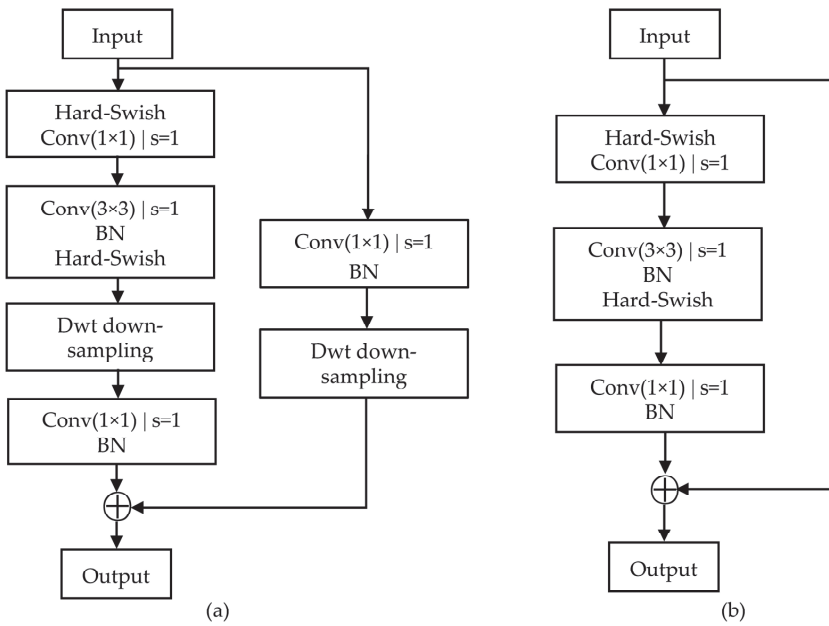 Input
Hard-Swish
Conv(1×1) | s=1
Conv(3×3) | s=1
BN
Hard-Swish
Dwt down-
sampling
Conv(1×1) | s=1
BN
Conv(1×1) | s=1
BN
Dwt down-
sampling
Output
(a)
Input
Hard-Swish
Conv(1×1) | s=1
Conv(3×3) | s=1
BN
Hard-Swish
Conv(1×1) | s=1
BN
Output
(b)